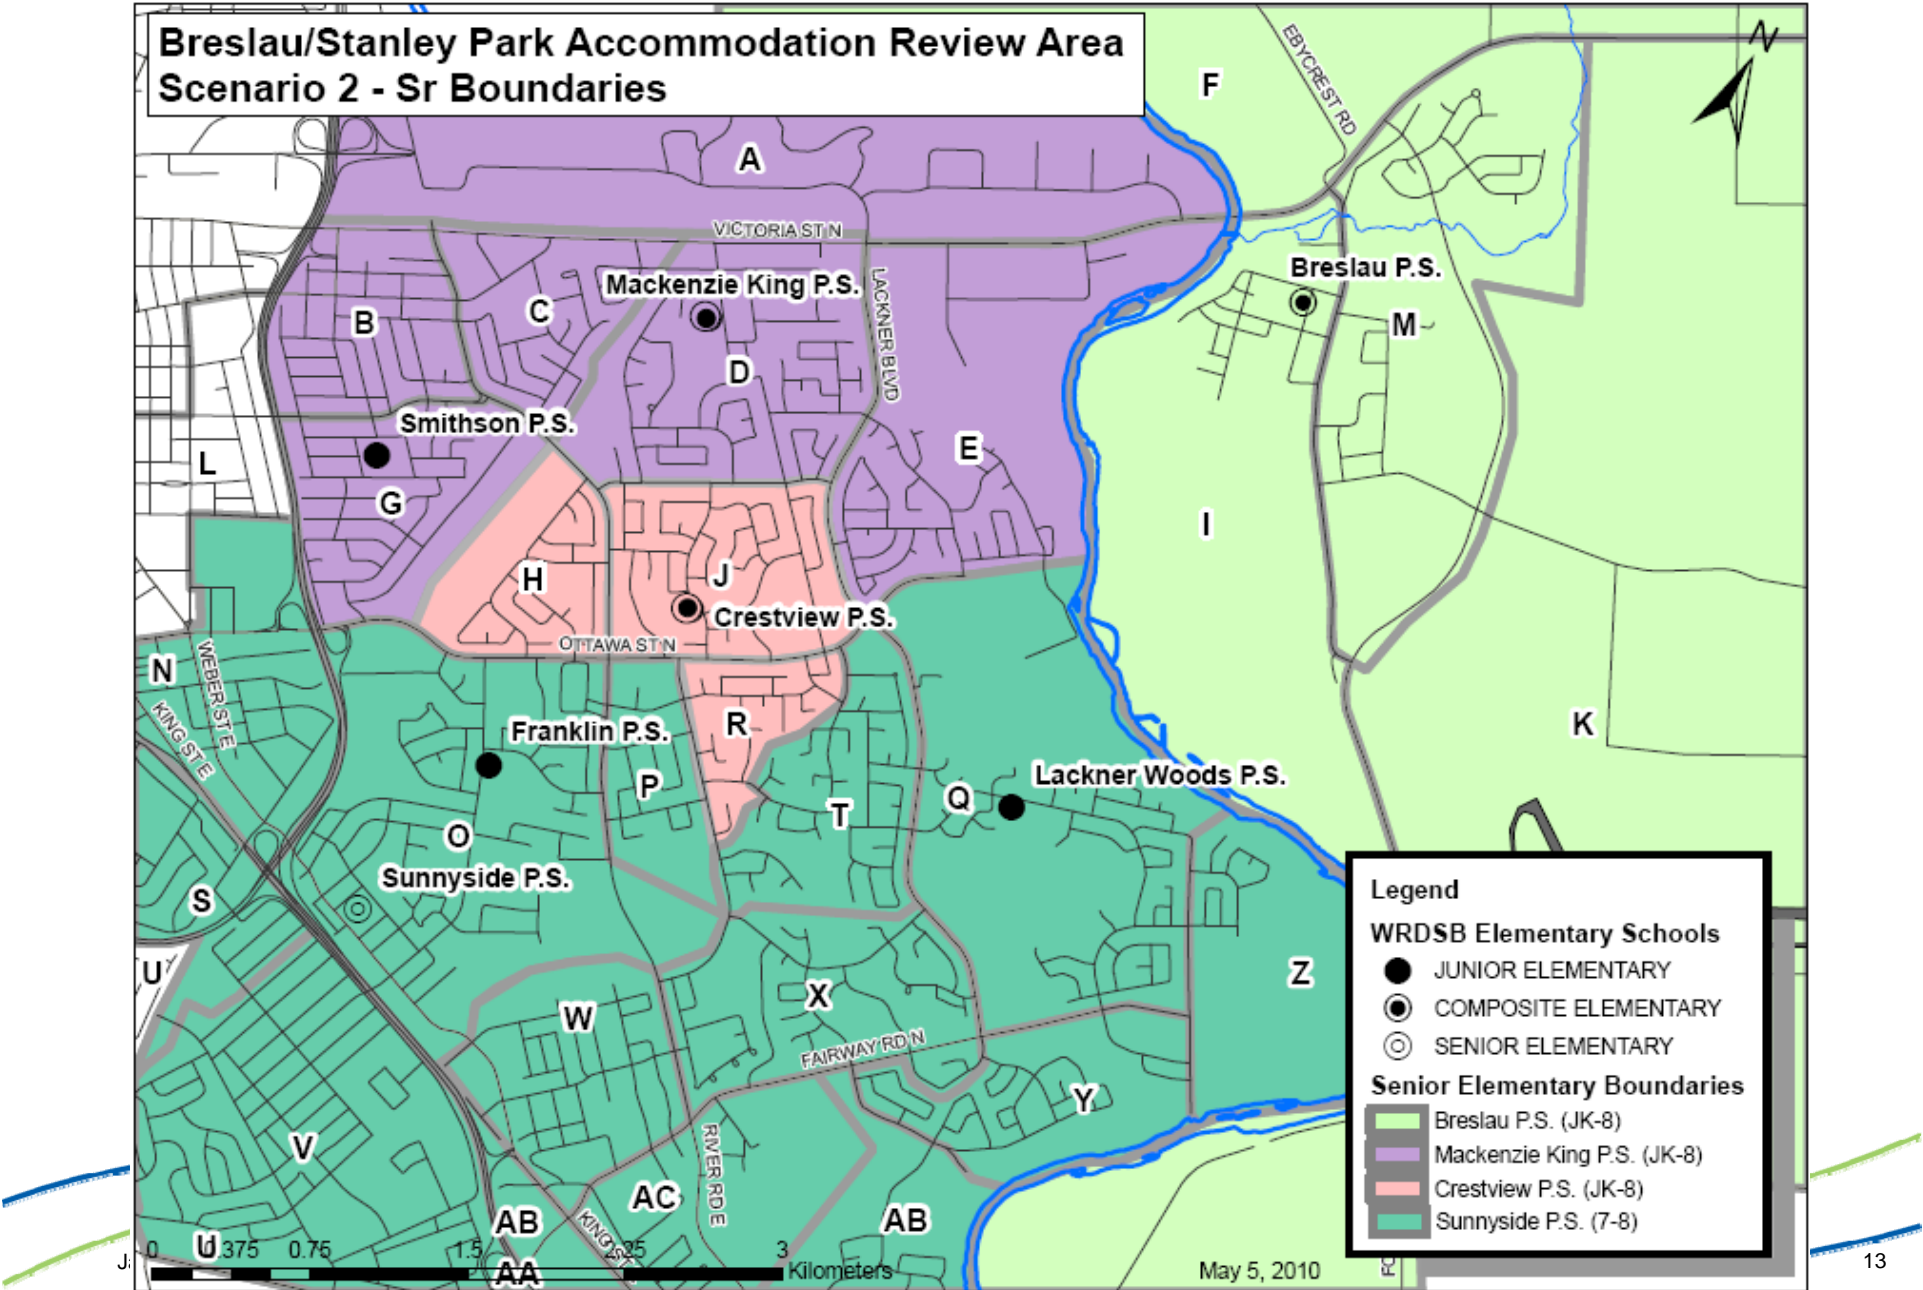 Breslau/Stanley Park Accommodation Review Area
Scenario 2 - Sr Boundaries
N
F
EBYCREST RD
A
VICTORIA ST N
Breslau P.S.
Mackenzie King P.S.
LACKNER BLVD
B
C
M
D
Smithson P.S.
E
L
G
I
H
J
Crestview P.S.
OTTAWA ST N
N
WEBER ST E
KING ST E
Franklin P.S.
R
K
P
Lackner Woods P.S.
Q
T
O
Sunnyside P.S.
S
U
W
X
Z
FAIRWAY RD N
Y
V
RIVER RD E
AC
AB
AB
KING ST
U
AA
0 0.375 0.75 1.5 2.25 3
Kilometers
May 5, 2010
Legend
WRDSB Elementary Schools
JUNIOR ELEMENTARY
COMPOSITE ELEMENTARY
SENIOR ELEMENTARY
Senior Elementary Boundaries
Breslau P.S. (JK-8)
Mackenzie King P.S. (JK-8)
Crestview P.S. (JK-8)
Sunnyside P.S. (7-8)
13